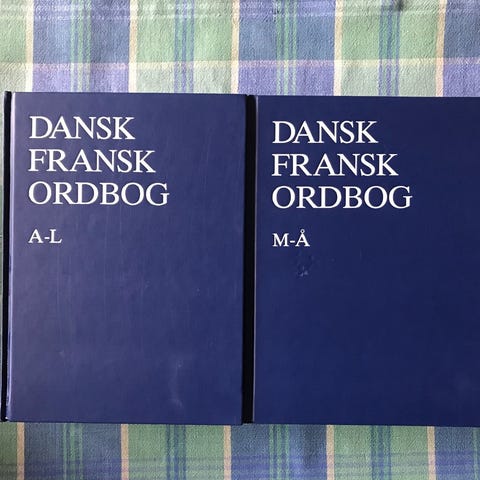 DANSK
FRANSK
ORDBOG
A-L
DANSK
FRANSK
ORDBOG
M-Å